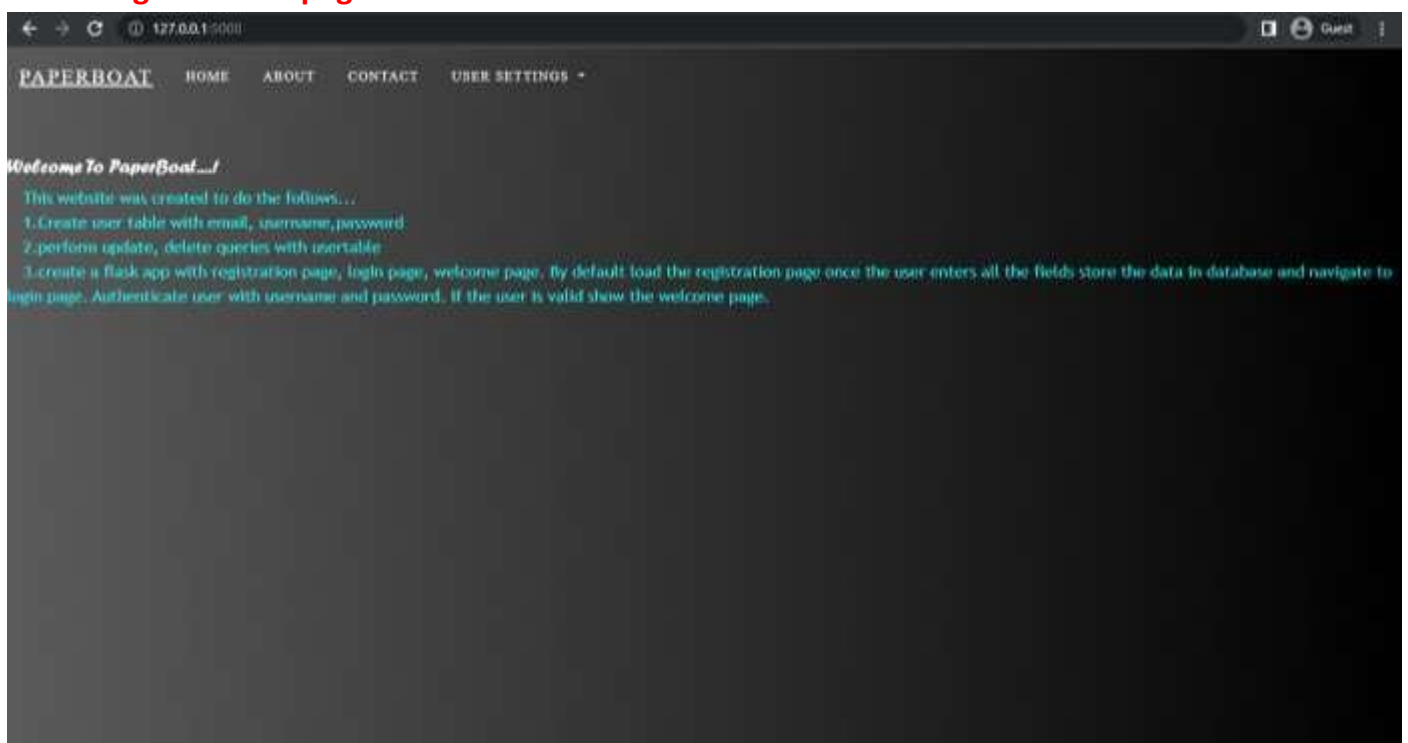 127.0.0.1:5000
Guest
PAPERBOAT HOME ABOUT CONTACT USER SETTINGS
Welcome To PaperBoat....!
This website was created to do the follows...
1.Create user table with email, username,password
2.perform update, delete queries with usertable
3.create a flask app with registration page, login page, welcome page. By default load the registration page once the user enters all the fields store the data in database and navigate to
login page. Authenticate user with username and password. If the user is valid show the welcome page.